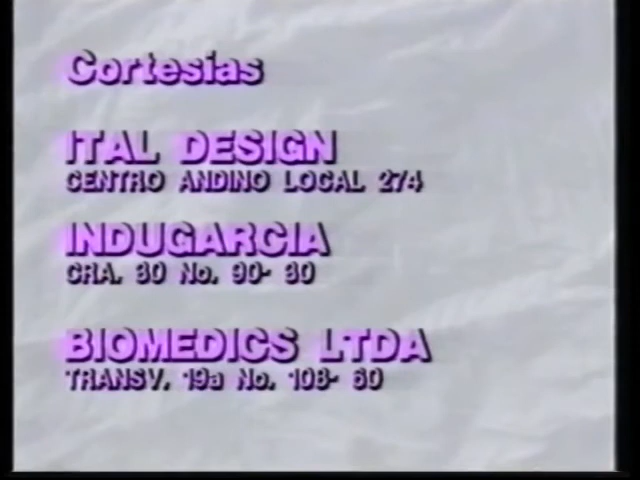 Cortesías
ITAL DESIGN
CENTRO ANDINO LOCAL 274
INDUGARCIA
CRA. 30 No. 90- 30
BIOMEDICS LTDA
TRANSV. 19a No. 108- 60